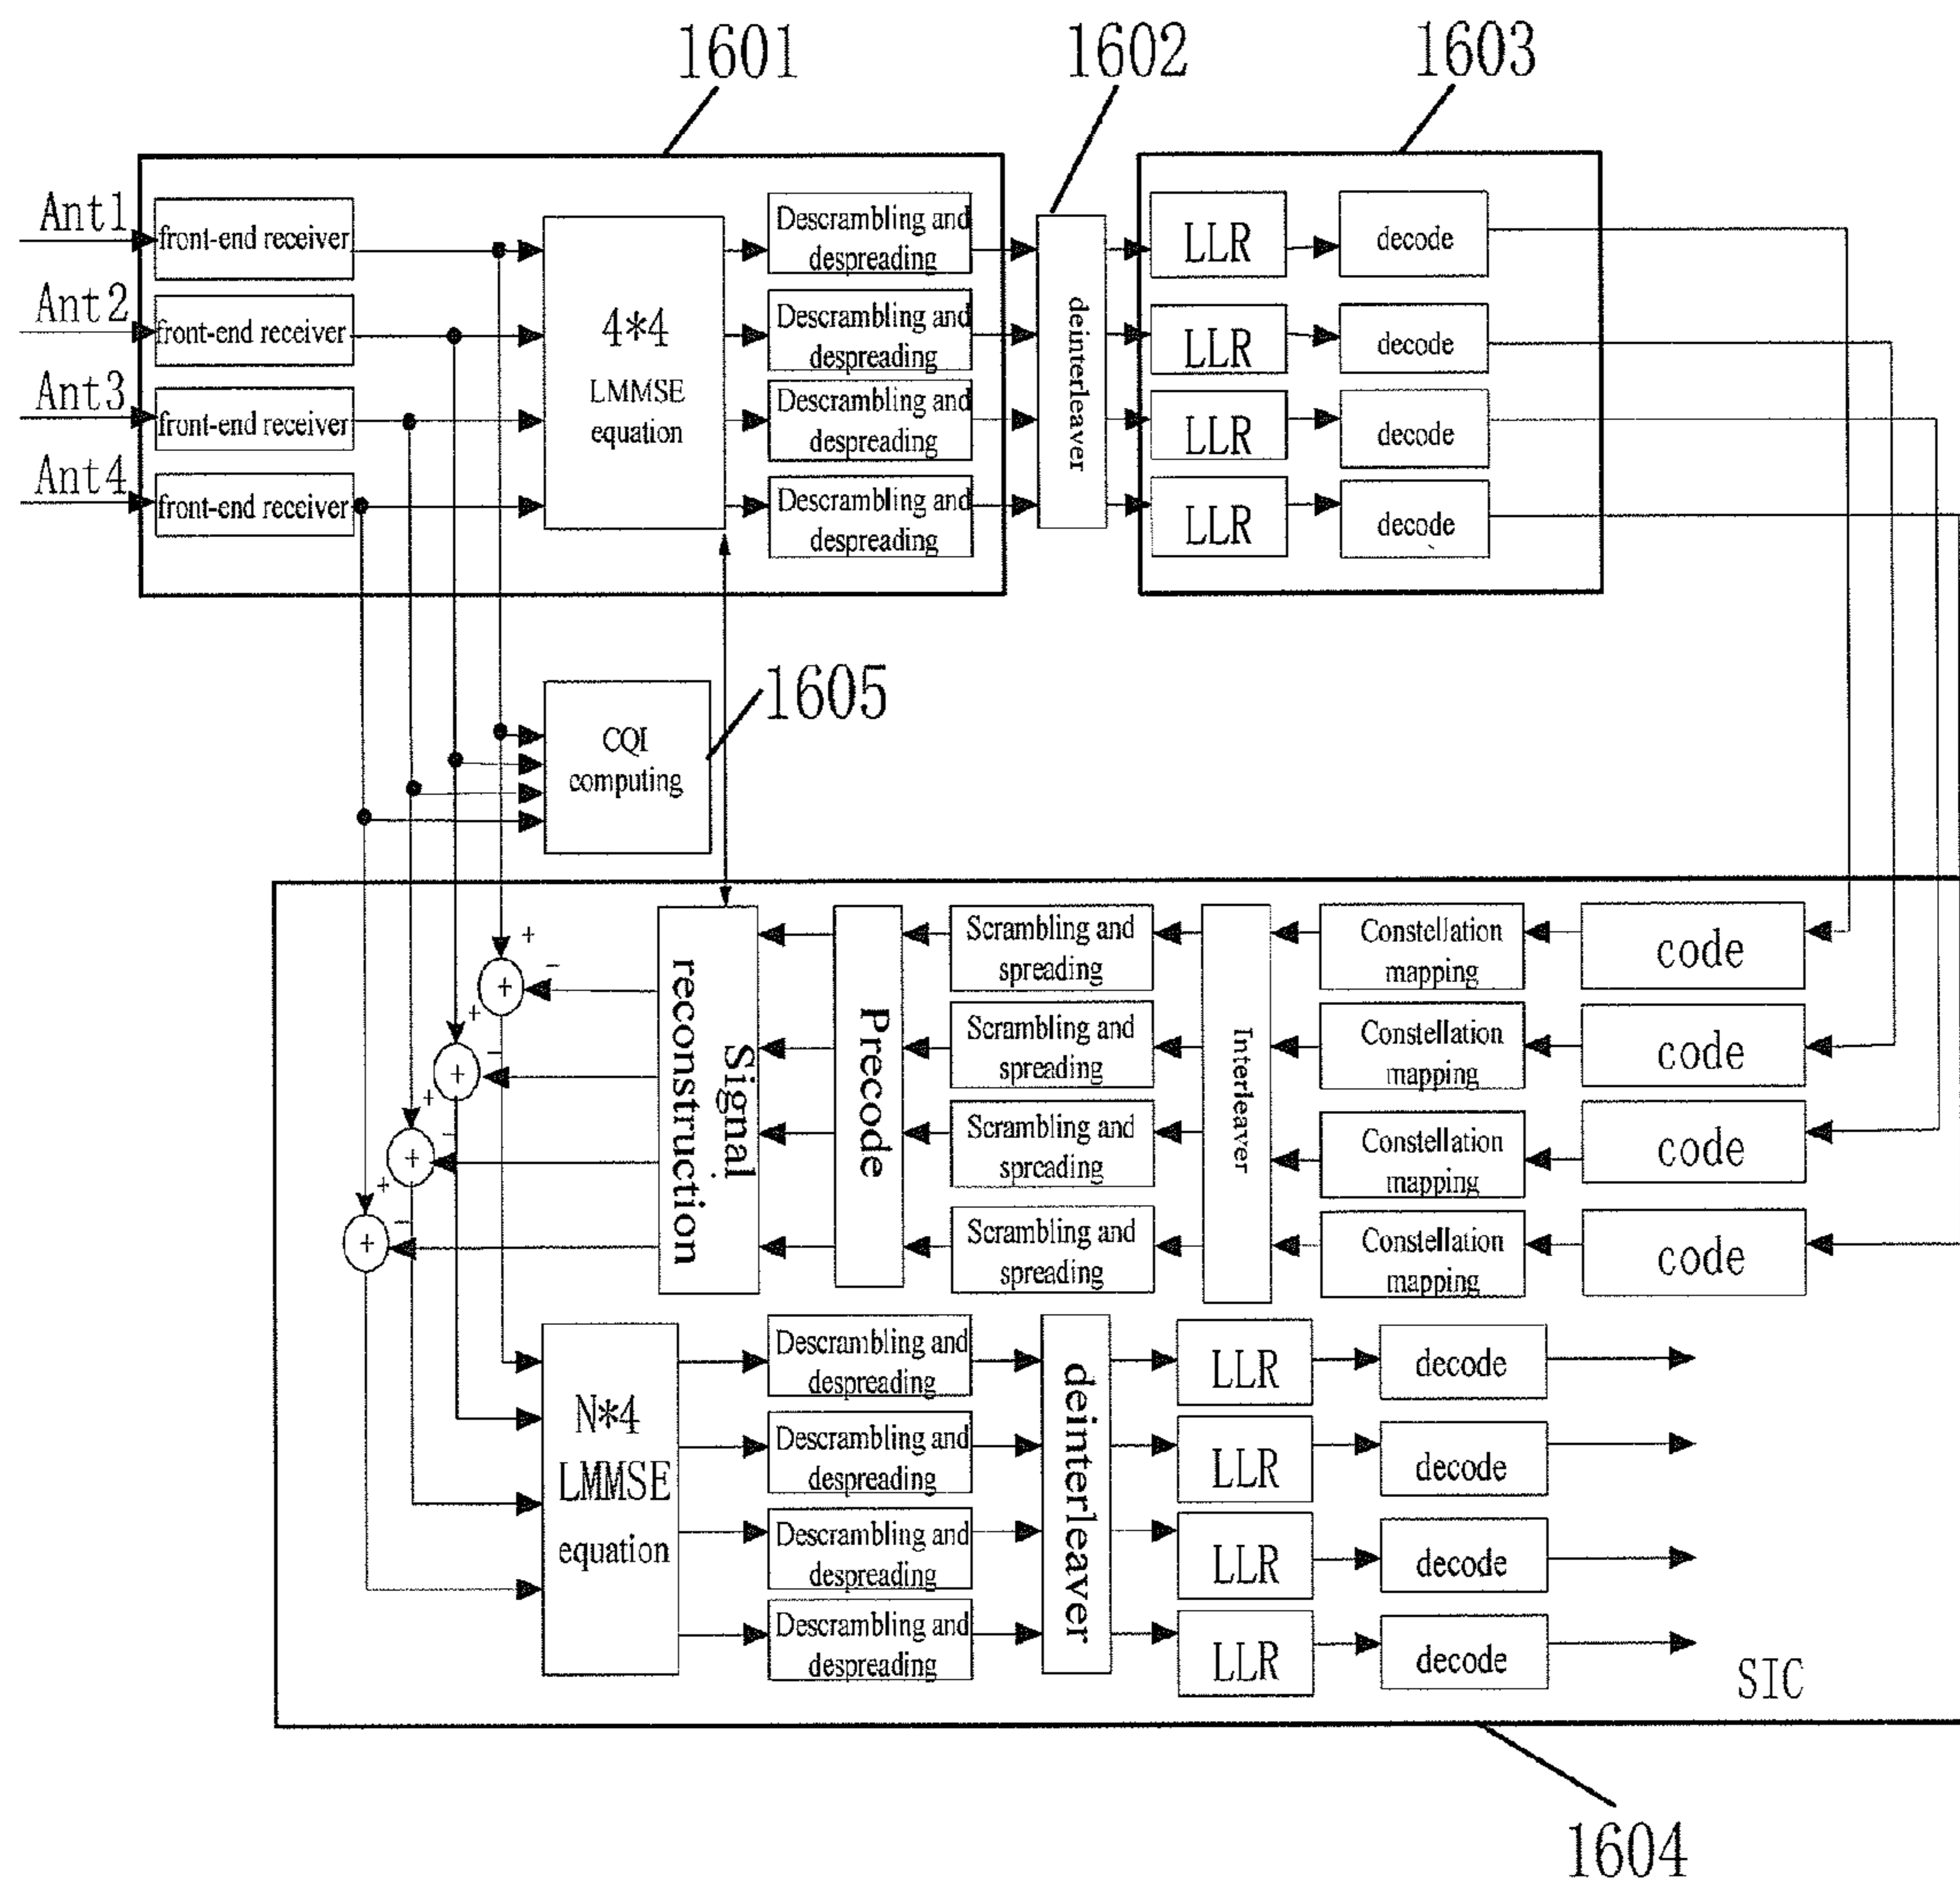 1601
1602
1603
Ant1
Ant2
Ant3
Ant4
front-end receiver
front-end receiver
front-end receiver
front-end receiver
4*4
LMMSE
equation
Descrambling and
despreading
Descrambling and
despreading
Descrambling and
despreading
Descrambling and
despreading
deinterleaver
LLR
LLR
LLR
LLR
decode
decode
decode
decode
CQI
computing
1605
+
−
+
+
−
+
+
−
+
+
−
+
Signal
reconstruction
Precode
Scrambling and
spreading
Scrambling and
spreading
Scrambling and
spreading
Scrambling and
spreading
Interleaver
Constellation
mapping
Constellation
mapping
Constellation
mapping
Constellation
mapping
code
code
code
code
N*4
LMMSE
equation
Descrambling and
despreading
Descrambling and
despreading
Descrambling and
despreading
Descrambling and
despreading
deinterleaver
LLR
LLR
LLR
LLR
decode
decode
decode
decode
SIC
1604